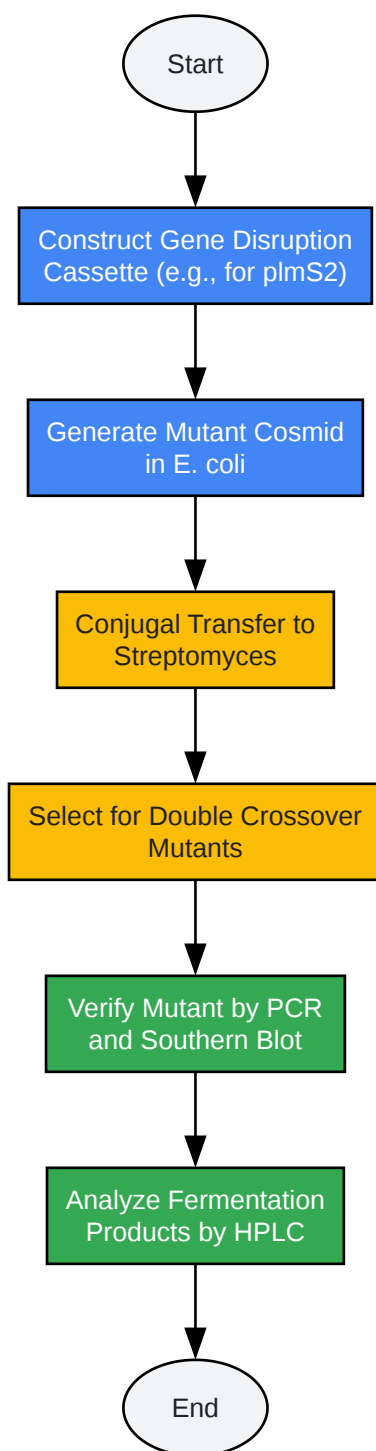 Start
Construct Gene Disruption
Cassette (e.g., for plmS2)
Generate Mutant Cosmid
in E. coli
Conjugal Transfer to
Streptomyces
Select for Double Crossover
Mutants
Verify Mutant by PCR
and Southern Blot
Analyze Fermentation
Products by HPLC
End